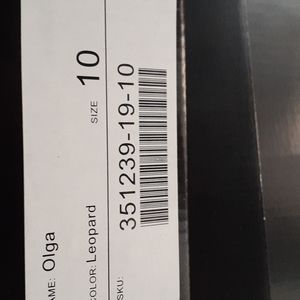 AME: Olga
COLOR: Leopard
SIZE 10
SKU:
351239-19-10